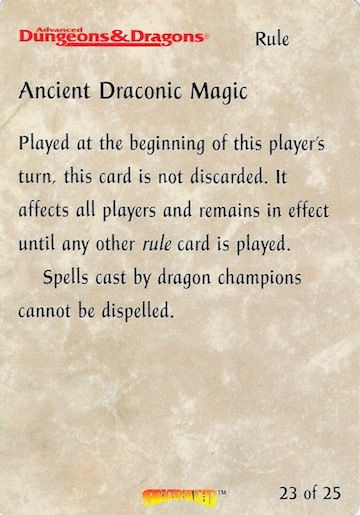 Advanced
Dungeons&Dragons®
Rule
Ancient Draconic Magic
Played at the beginning of this player's
turn, this card is not discarded. It
affects all players and remains in effect
until any other rule card is played.
Spells cast by dragon champions
cannot be dispelled.
™
23 of 25